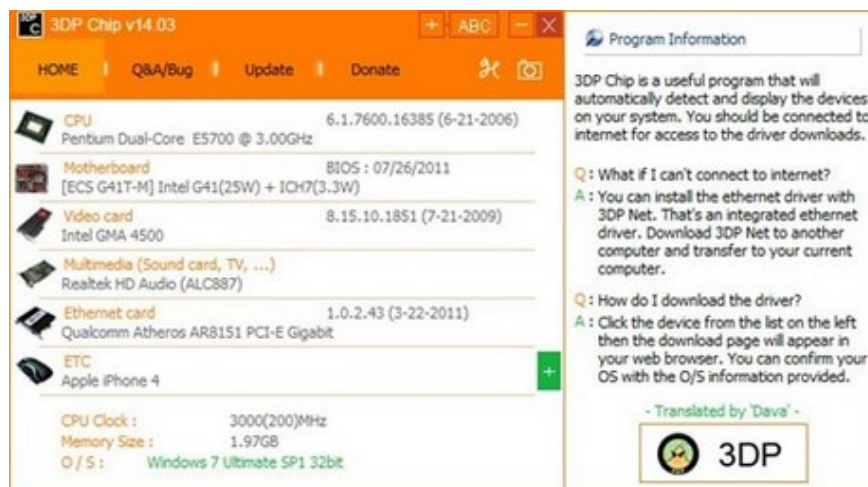 3DP Chip v14.03
+ ABC
HOME Q&A/Bug Update Donate
CPU 6.1.7600.16385 (6-21-2006)
Pentium Dual-Core E5700 @ 3.00GHz
Motherboard BIOS : 07/26/2011
[ECS G41T-M] Intel G41(25W) + ICH7(3.3W)
Video card 8.15.10.1851 (7-21-2009)
Intel GMA 4500
Multimedia (Sound card, TV, ...)
Realtek HD Audio (ALC887)
Ethernet card 1.0.2.43 (3-22-2011)
Qualcomm Atheros AR8151 PCI-E Gigabit
ETC
Apple iPhone 4
+
CPU Clock : 3000(200)MHz
Memory Size : 1.97GB
O / S : Windows 7 Ultimate SP1 32bit
Program Information
3DP Chip is a useful program that will
automatically detect and display the devices
on your system. You should be connected to
internet for access to the driver downloads.
Q : What if I can't connect to internet?
A : You can install the ethernet driver with
3DP Net. That's an integrated ethernet
driver. Download 3DP Net to another
computer and transfer to your current
computer.
Q : How do I download the driver?
A : Click the device from the list on the left
then the download page will appear in
your web browser. You can confirm your
OS with the O/S information provided.
- Translated by 'Dava' -
3DP